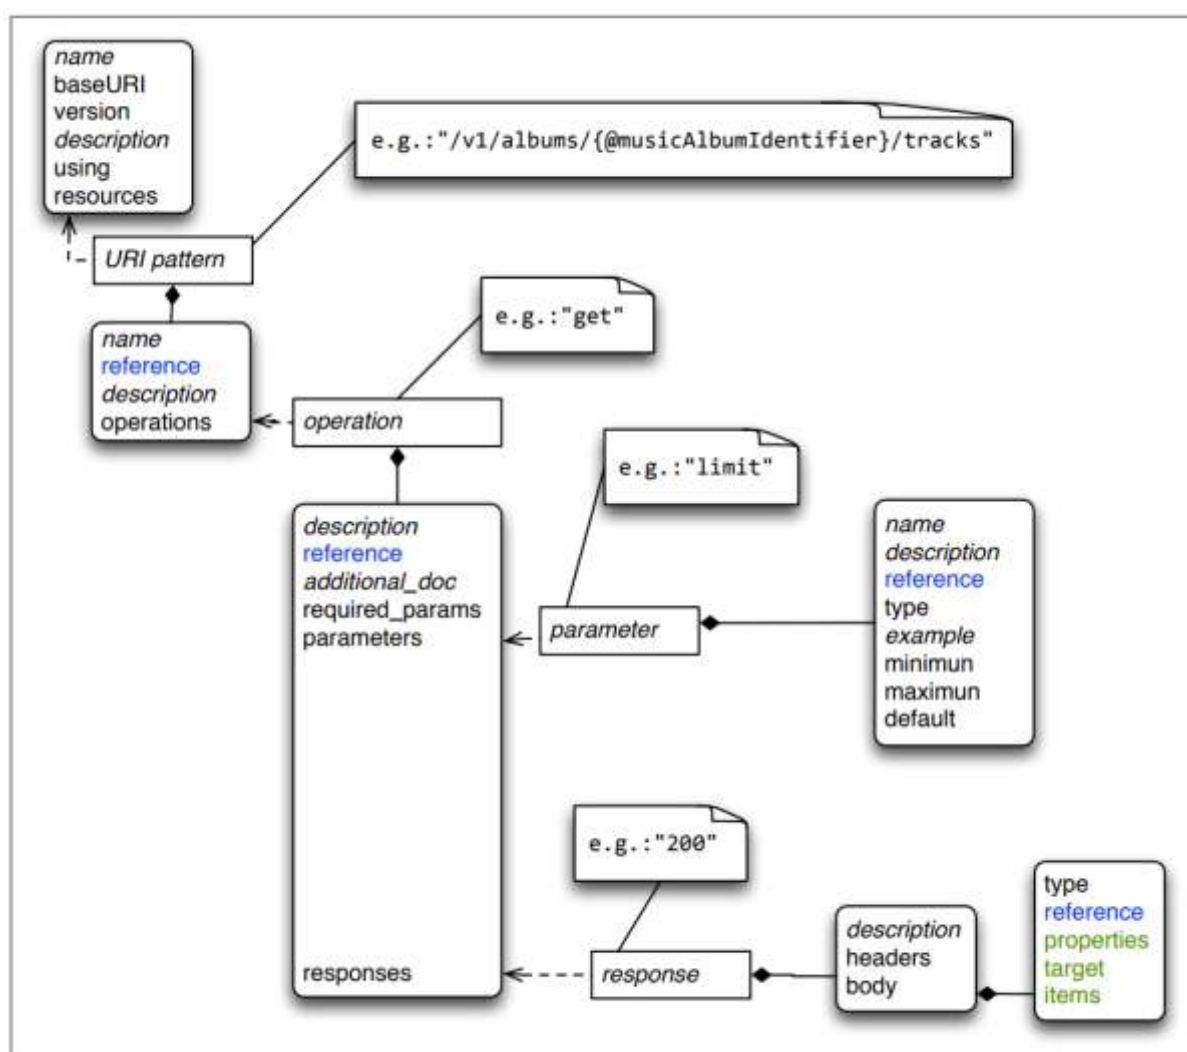 name
baseURI
version
description
using
resources
e.g.:"/v1/albums/{@musicAlbumIdentifier}/tracks"
URI pattern
name
reference
description
operations
e.g.:"get"
operation
e.g.:"limit"
description
reference
additional_doc
required_params
parameters
responses
parameter
name
description
reference
type
example
minimun
maximun
default
e.g.:"200"
response
description
headers
body
type
reference
properties
target
items